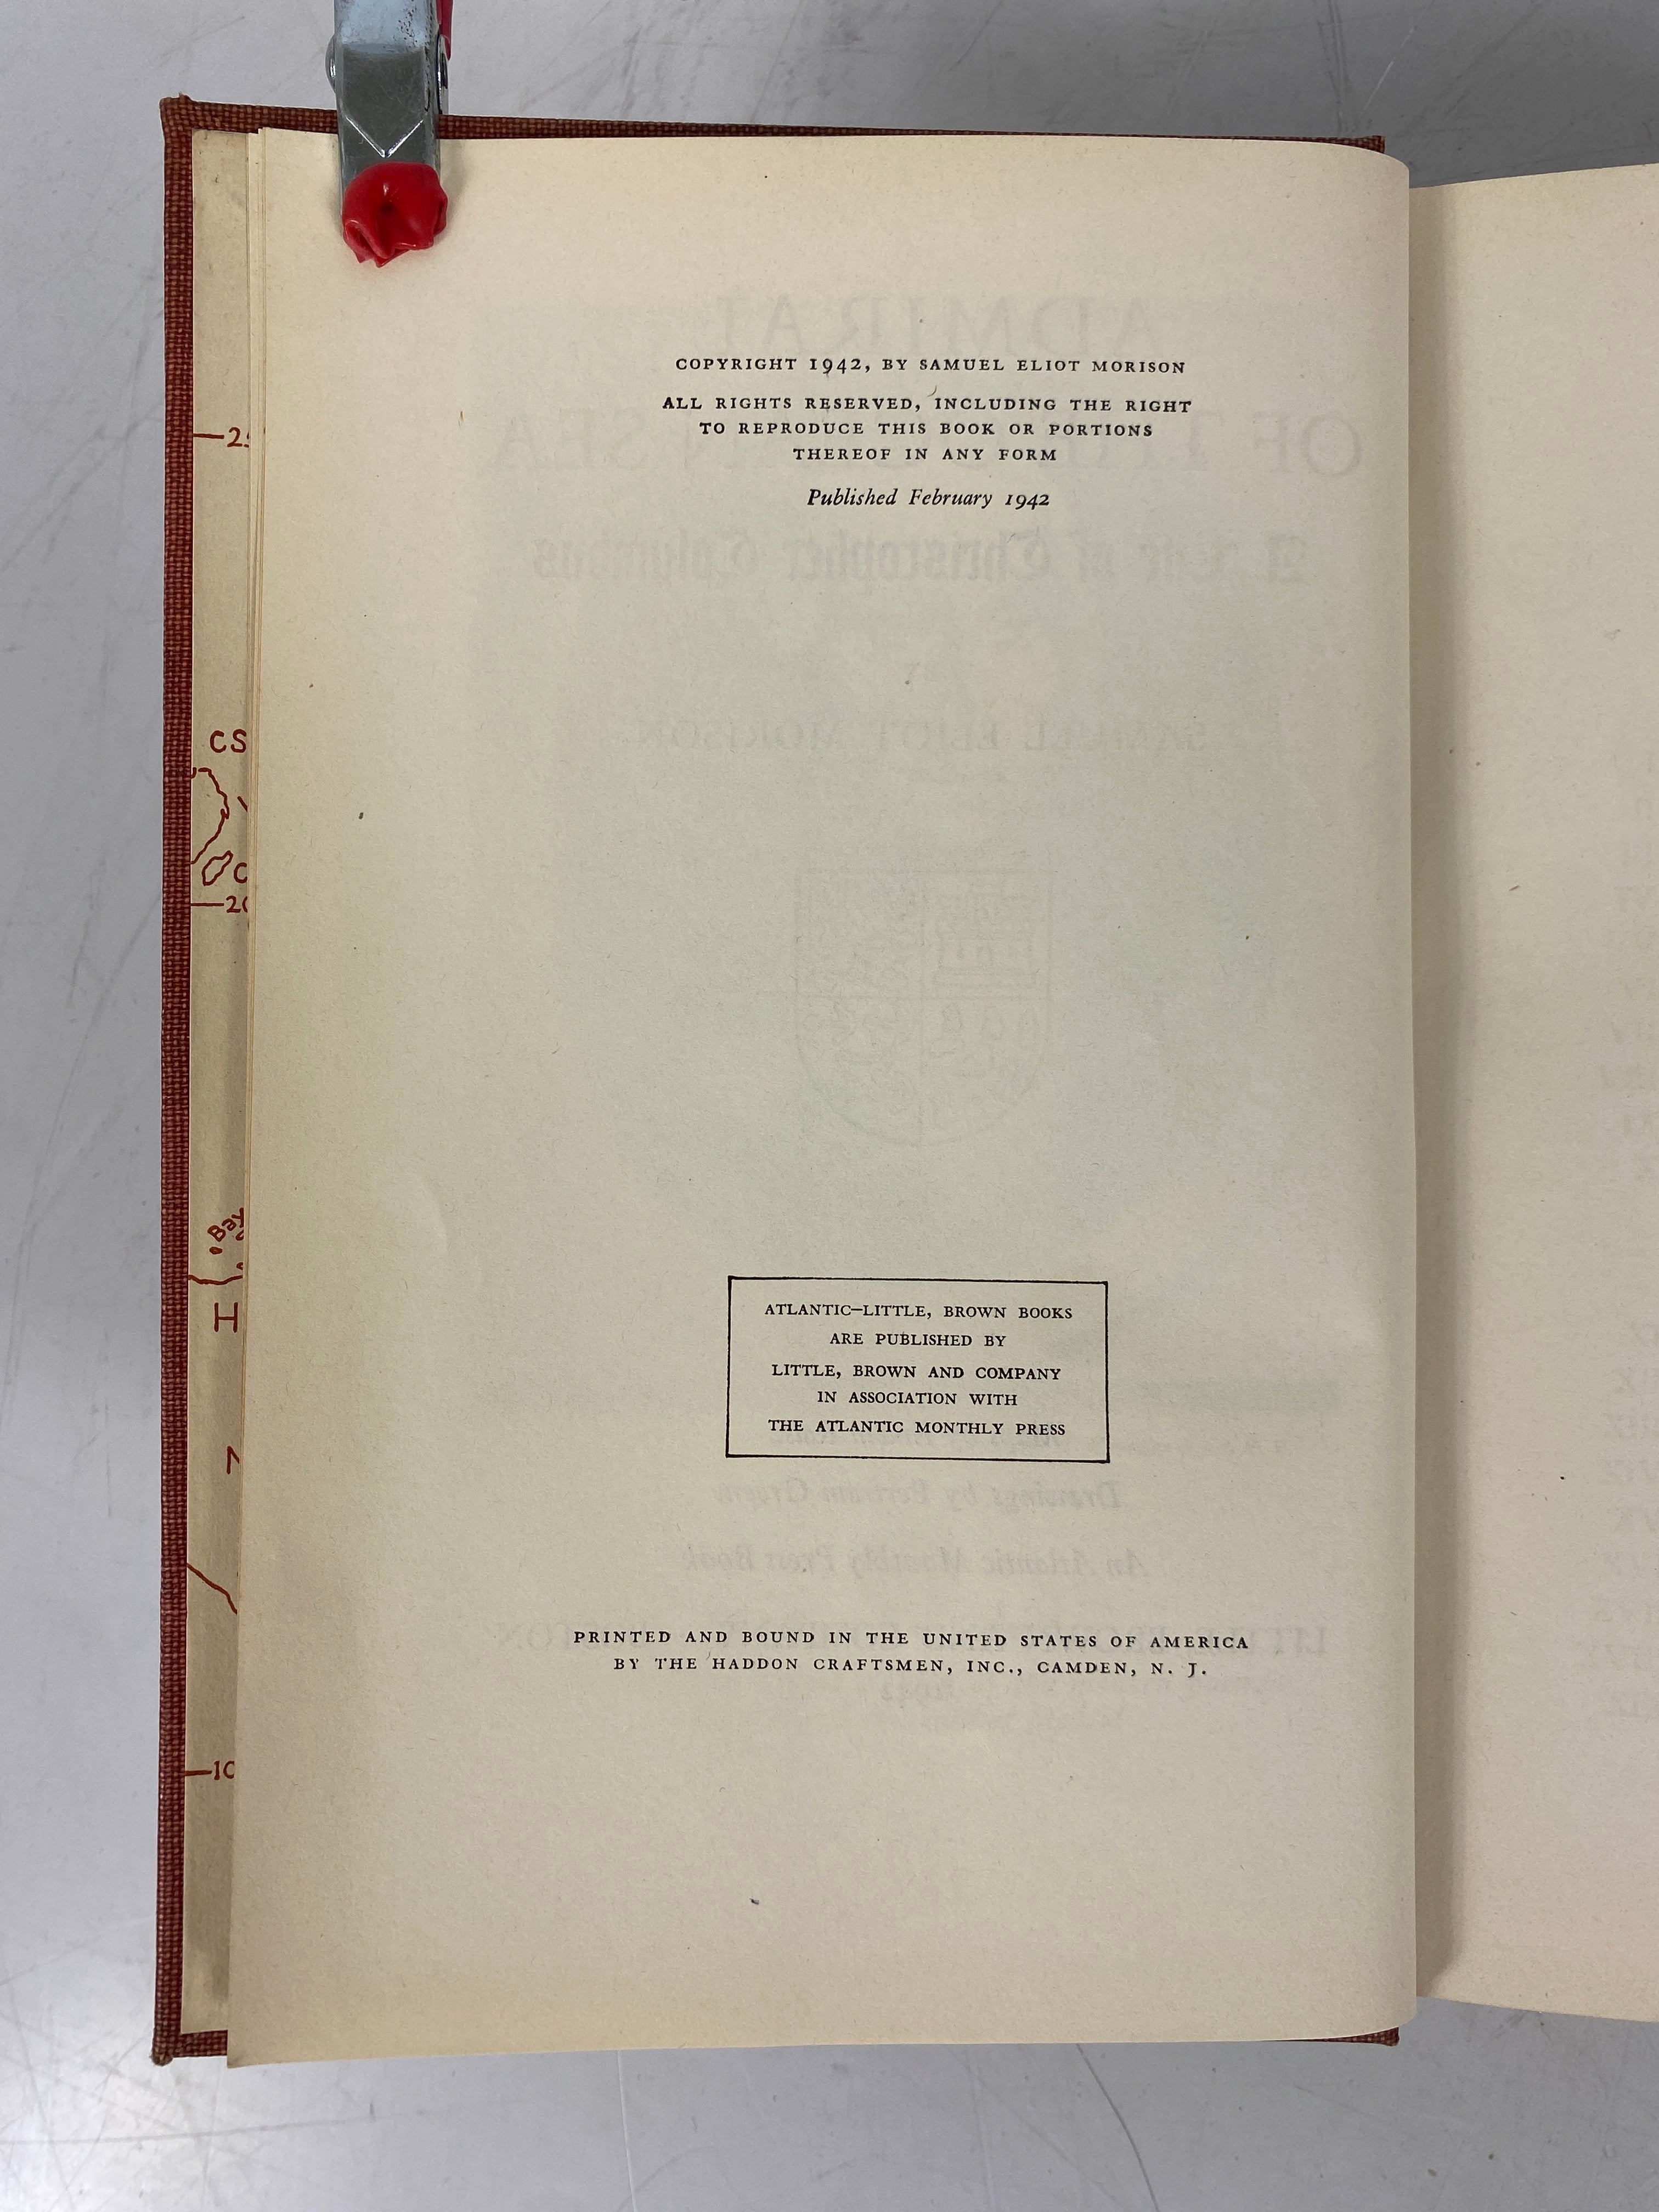 COPYRIGHT 1942, BY SAMUEL ELIOT MORISON
ALL RIGHTS RESERVED, INCLUDING THE RIGHT
TO REPRODUCE THIS BOOK OR PORTIONS
THEREOF IN ANY FORM
Published February 1942
ATLANTIC–LITTLE, BROWN BOOKS
ARE PUBLISHED BY
LITTLE, BROWN AND COMPANY
IN ASSOCIATION WITH
THE ATLANTIC MONTHLY PRESS
PRINTED AND BOUND IN THE UNITED STATES OF AMERICA
BY THE HADDON CRAFTSMEN, INC., CAMDEN, N. J.